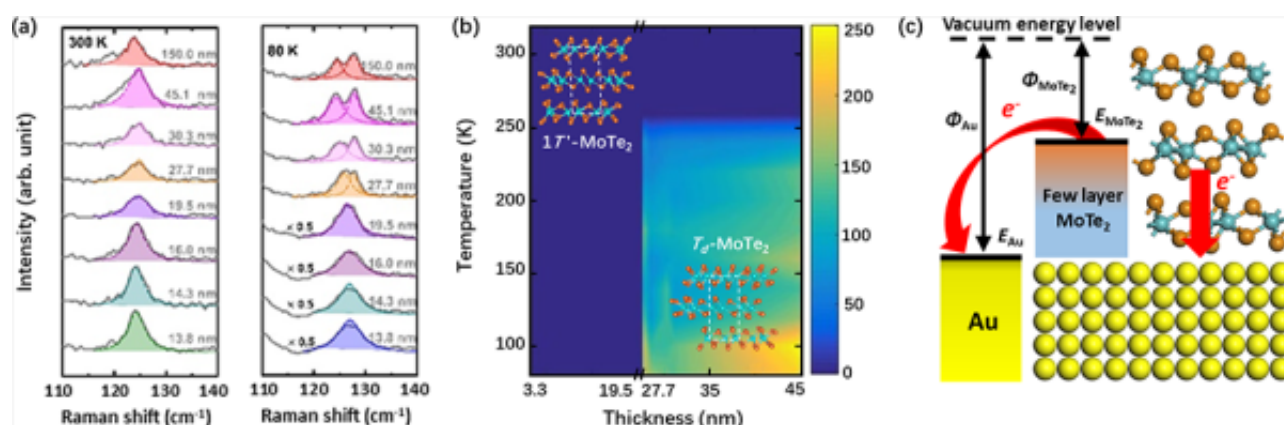 (a)
300 K
150.0 nm
45.1 nm
30.3 nm
27.7 nm
19.5 nm
16.0 nm
14.3 nm
13.8 nm
110 120 130 140
Raman shift (cm⁻¹)
Intensity (arb. unit)
80 K
150.0 nm
45.1 nm
30.3 nm
27.7 nm
× 0.5 19.5 nm
× 0.5 16.0 nm
× 0.5 14.3 nm
× 0.5 13.8 nm
110 120 130 140
Raman shift (cm⁻¹)
(b)
Temperature (K)
300
250
200
150
100
1T'-MoTe₂
T_d-MoTe₂
3.3 19.5 27.7 35 45
Thickness (nm)
250
200
150
100
50
0
(c)
Vacuum energy level
Φ_MoTe₂
Φ_Au
e⁻
E_MoTe₂
Few layer
MoTe₂
e⁻
E_Au
Au